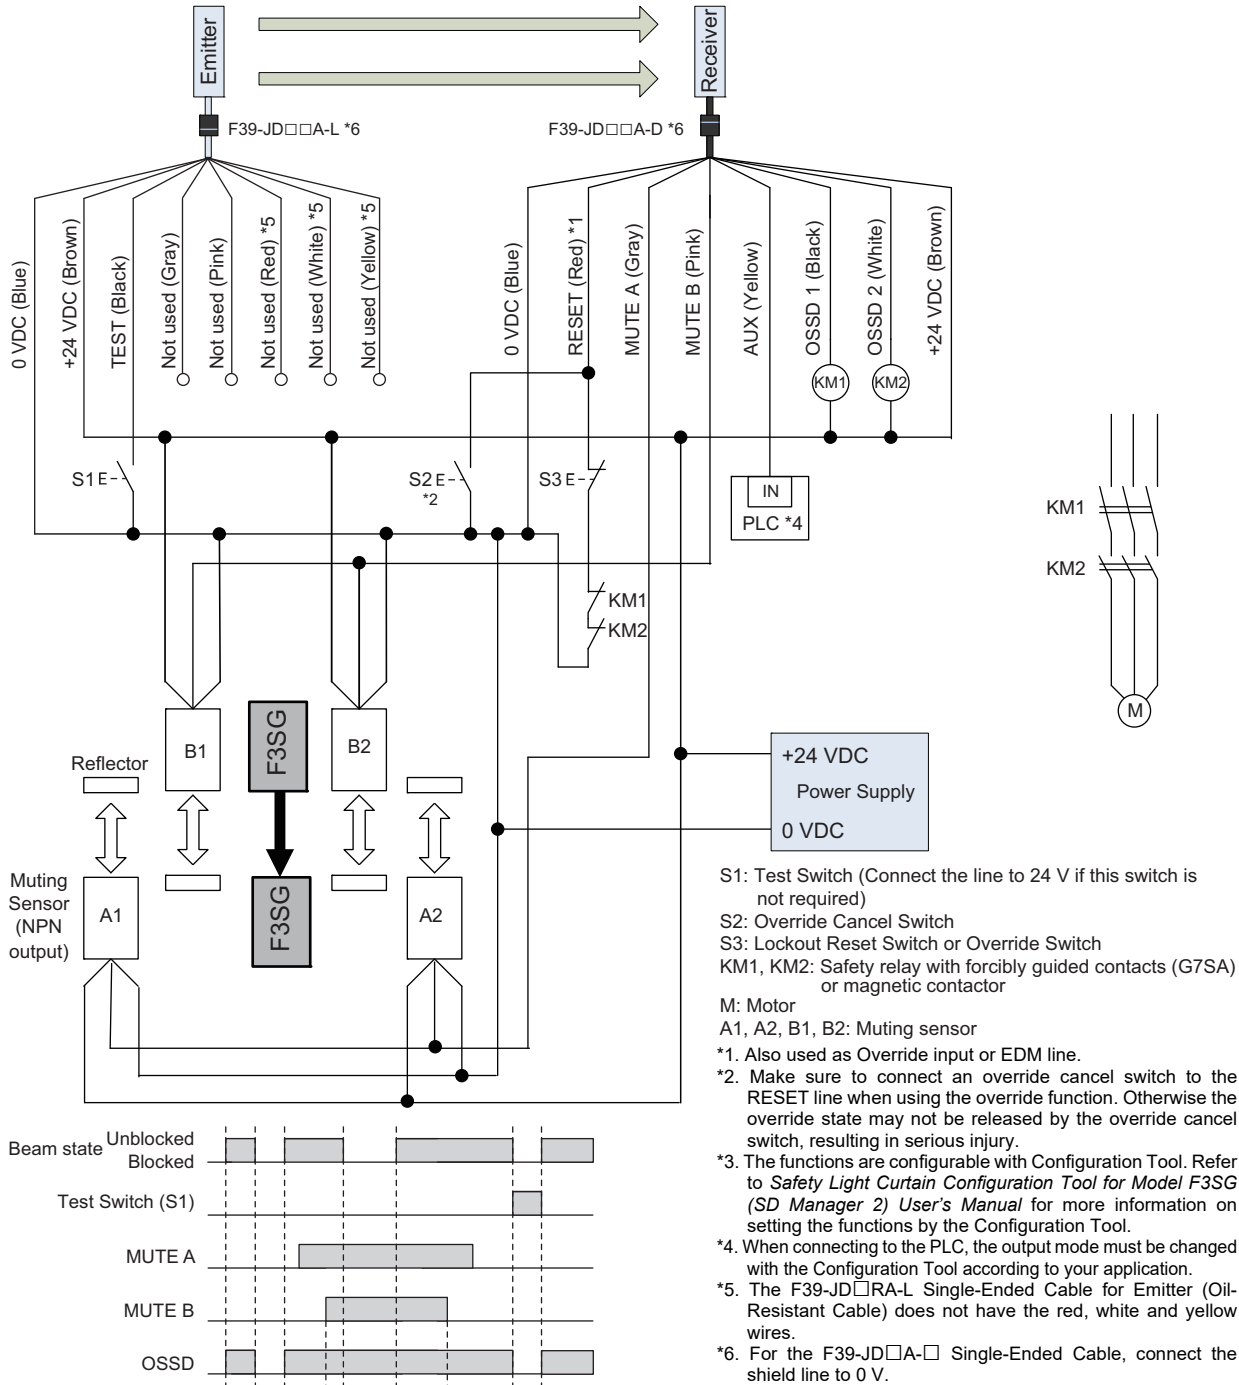 Emitter
Receiver
F39-JD□□A-L *6
F39-JD□□A-D *6
0 VDC (Blue)
+24 VDC (Brown)
TEST (Black)
Not used (Gray)
Not used (Pink)
Not used (Red) *5
Not used (White) *5
Not used (Yellow) *5
0 VDC (Blue)
RESET (Red) *1
MUTE A (Gray)
MUTE B (Pink)
AUX (Yellow)
OSSD 1 (Black)
OSSD 2 (White)
+24 VDC (Brown)
KM1
KM2
S1
S2
*2
S3
IN
PLC *4
KM1
KM2
KM1
KM2
M
B1
F3SG
B2
Reflector
+24 VDC
Power Supply
0 VDC
Muting
Sensor
(NPN
output)
A1
F3SG
A2
S1: Test Switch (Connect the line to 24 V if this switch is
not required)
S2: Override Cancel Switch
S3: Lockout Reset Switch or Override Switch
KM1, KM2: Safety relay with forcibly guided contacts (G7SA)
or magnetic contactor
M: Motor
A1, A2, B1, B2: Muting sensor
*1. Also used as Override input or EDM line.
*2. Make sure to connect an override cancel switch to the
RESET line when using the override function. Otherwise the
override state may not be released by the override cancel
switch, resulting in serious injury.
*3. The functions are configurable with Configuration Tool. Refer
to Safety Light Curtain Configuration Tool for Model F3SG
(SD Manager 2) User's Manual for more information on
setting the functions by the Configuration Tool.
*4. When connecting to the PLC, the output mode must be changed
with the Configuration Tool according to your application.
*5. The F39-JD□RA-L Single-Ended Cable for Emitter (Oil-
Resistant Cable) does not have the red, white and yellow
wires.
*6. For the F39-JD□A-□ Single-Ended Cable, connect the
shield line to 0 V.
Beam state
Unblocked
Blocked
Test Switch (S1)
MUTE A
MUTE B
OSSD